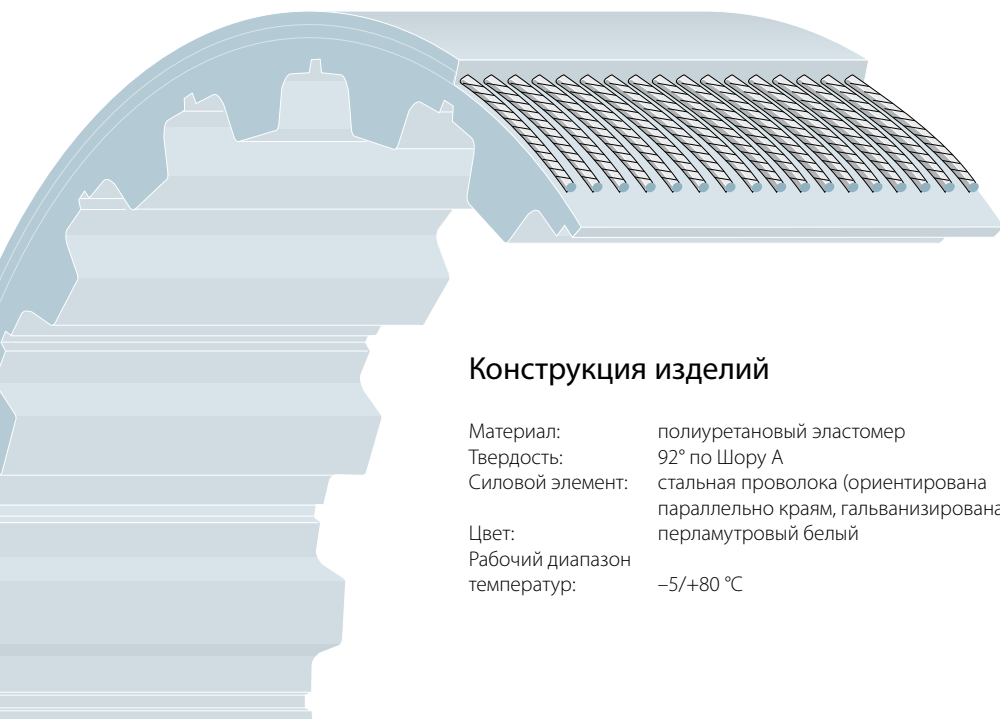 Конструкция изделий
Материал: полиуретановый эластомер
Твердость: 92° по Шору А
Силовой элемент: стальная проволока (ориентирована
параллельно краям, гальванизирована
Цвет: перламутровый белый
Рабочий диапазон
температур: –5/+80 °C